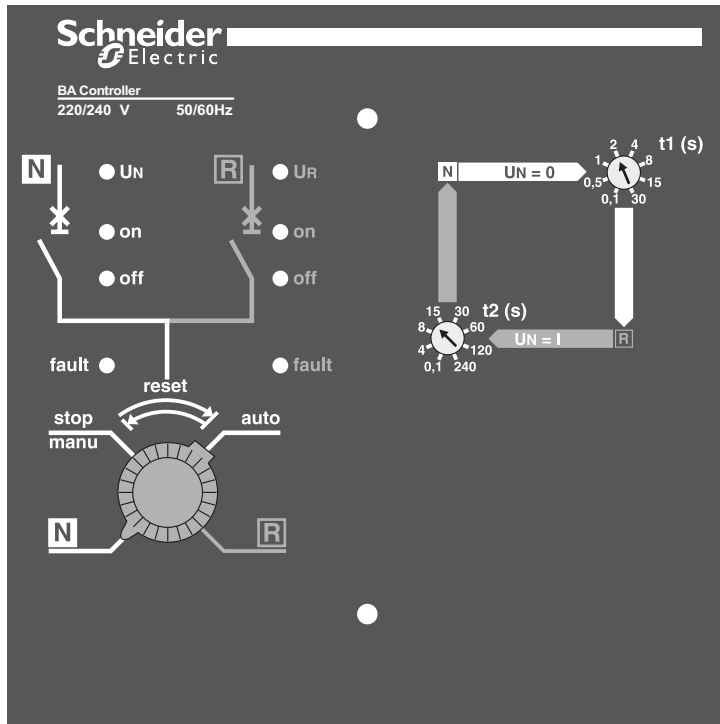 Schneider
Electric
BA Controller
220/240 V 50/60Hz
N UN R UR
on on
off off
fault fault
reset
stop auto
manu
N R
t1 (s)
2 4
1 8
0,5 15
0,1 30
N UN = 0
t2 (s)
15 30
8 60
4 120
0,1 240
UN = I R